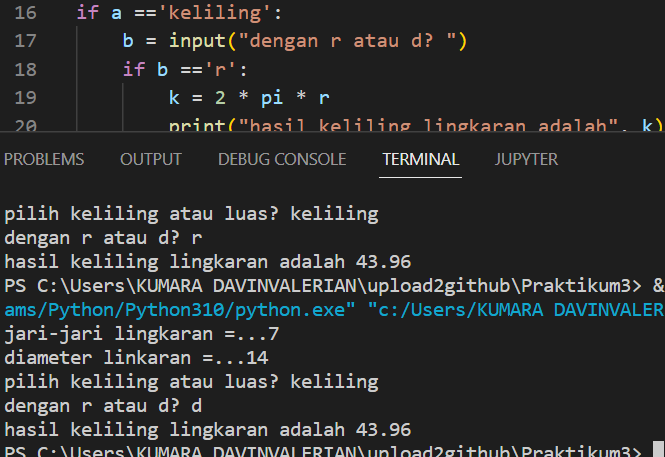 16 if a =='keliling':
17 b = input("dengan r atau d? ")
18 if b =='r':
19 k = 2 * pi * r
20 print("hasil keliling lingkaran adalah", k)
PROBLEMS OUTPUT DEBUG CONSOLE TERMINAL JUPYTER
pilih keliling atau luas? keliling
dengan r atau d? r
hasil keliling lingkaran adalah 43.96
PS C:\Users\KUMARA DAVINVALERIAN\upload2github\Praktikum3> &
ams/Python/Python310/python.exe" "c:/Users/KUMARA DAVINVALER
jari-jari lingkaran =...7
diameter linkaran =...14
pilih keliling atau luas? keliling
dengan r atau d? d
hasil keliling lingkaran adalah 43.96
PS C:\Users\KUMARA DAVINVALERIAN\upload2github\Praktikum3>